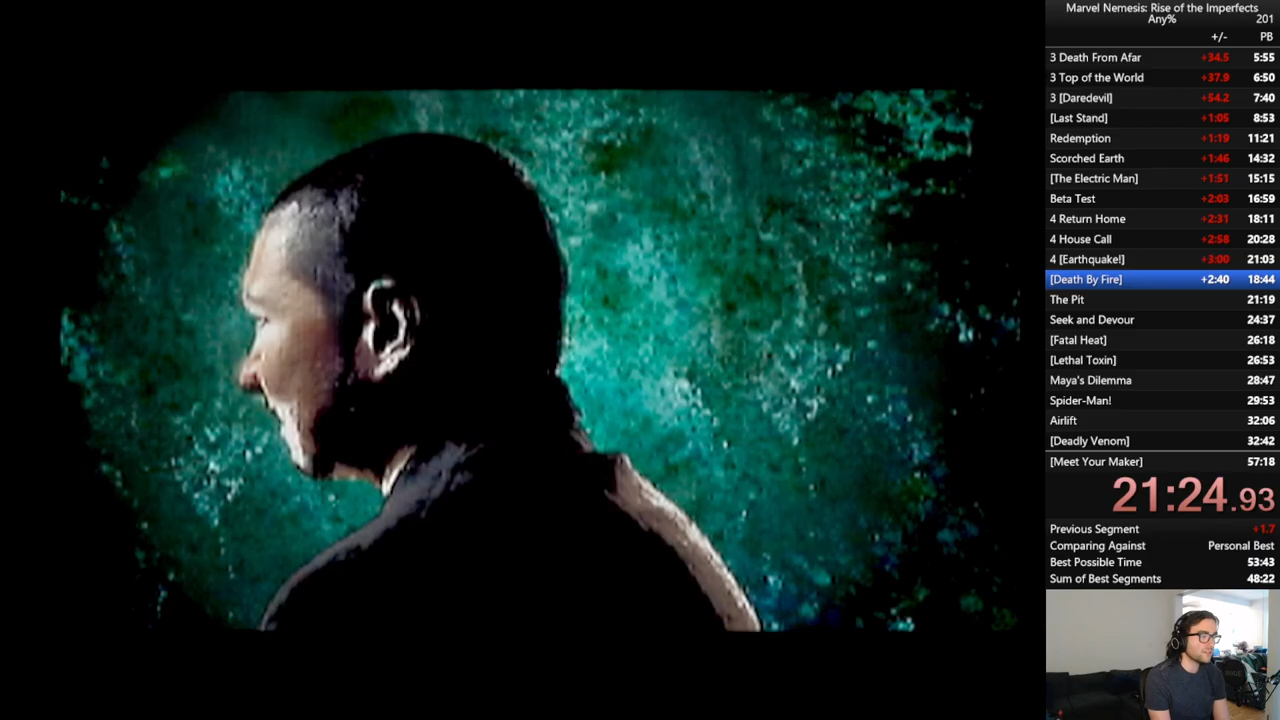 Marvel Nemesis: Rise of the Imperfects
Any% 201
+/- PB
3 Death From Afar +34.5 5:55
3 Top of the World +37.9 6:50
3 [Daredevil] +54.2 7:40
[Last Stand] +1:05 8:53
Redemption +1:19 11:21
Scorched Earth +1:46 14:32
[The Electric Man] +1:51 15:15
Beta Test +2:03 16:59
4 Return Home +2:31 18:11
4 House Call +2:58 20:28
4 [Earthquake!] +3:00 21:03
[Death By Fire] +2:40 18:44
The Pit 21:19
Seek and Devour 24:37
[Fatal Heat] 26:18
[Lethal Toxin] 26:53
Maya's Dilemma 28:47
Spider-Man! 29:53
Airlift 32:06
[Deadly Venom] 32:42
[Meet Your Maker] 57:18
21:24.93
Previous Segment +1.7
Comparing Against Personal Best
Best Possible Time 53:43
Sum of Best Segments 48:22